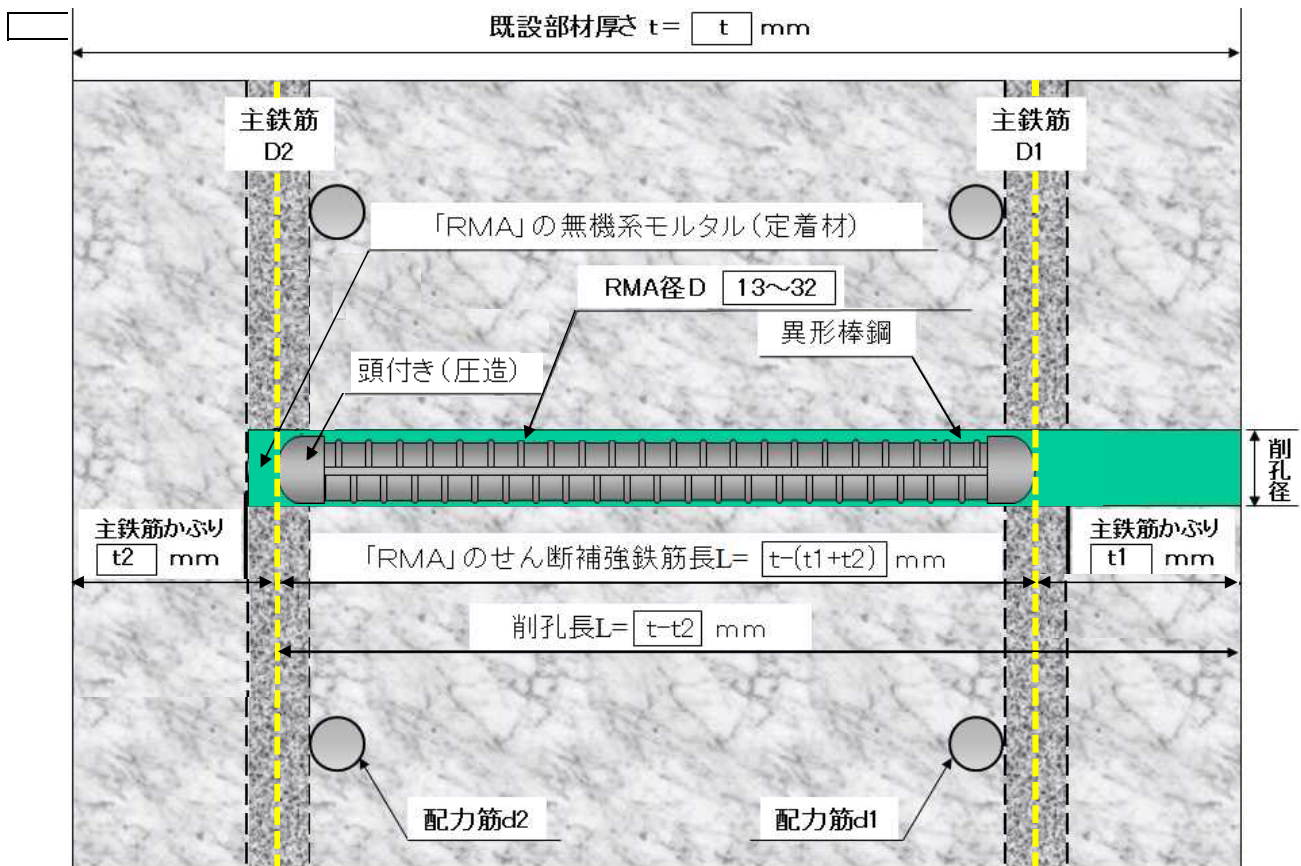 既設部材厚さ t= t mm
主鉄筋
D2
主鉄筋
D1
「RMA」の無機系モルタル(定着材)
RMA径D 13～32
異形棒鋼
頭付き(圧造)
削孔径
主鉄筋かぶり
t2 mm
「RMA」のせん断補強鉄筋長L= t-(t1+t2) mm
主鉄筋かぶり
t1 mm
削孔長L= t-t2 mm
配力筋d2
配力筋d1